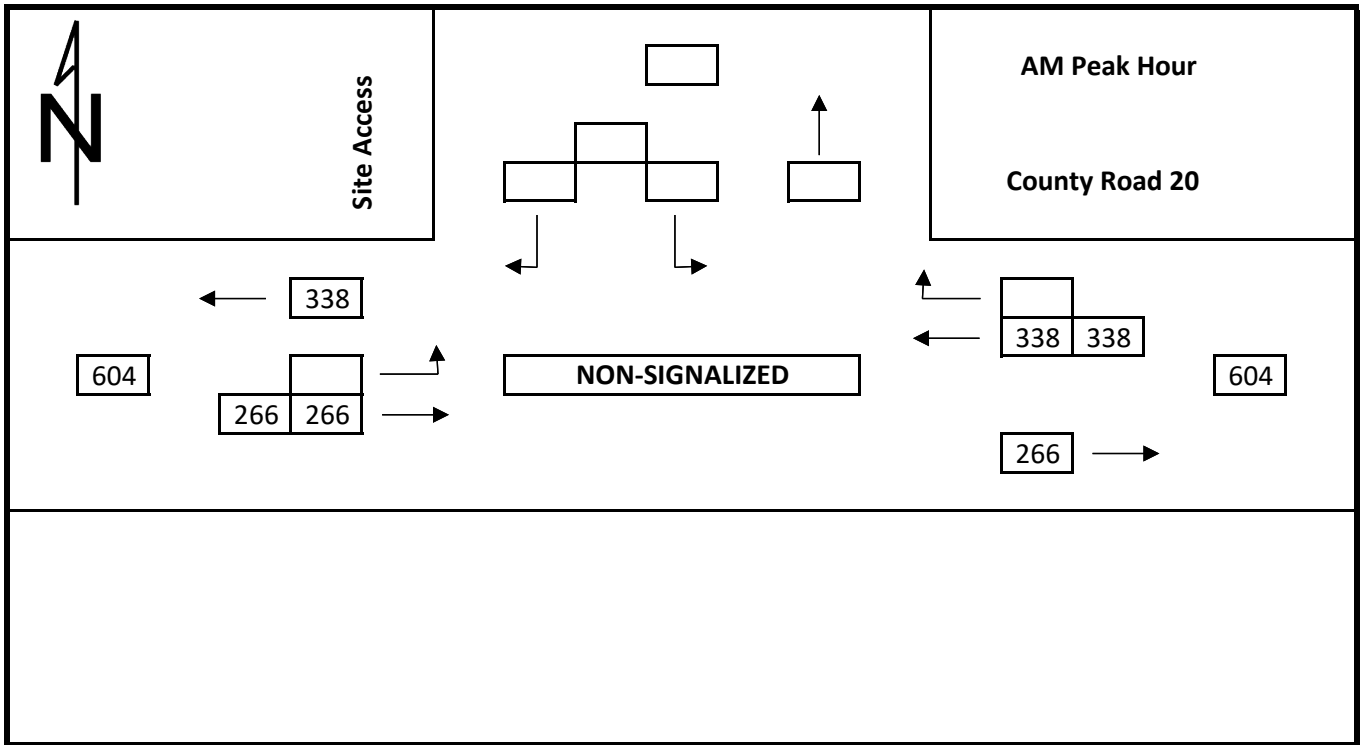 N
Site Access
AM Peak Hour
County Road 20
338
338 338
604
NON-SIGNALIZED
604
266 266
266